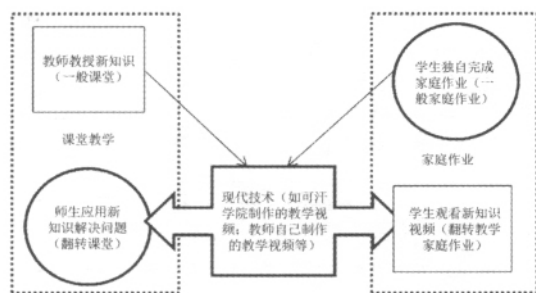 教师教授新知识
（一般课堂）
课堂教学
师生应用新
知识解决问题
（翻转课堂）
现代技术（如可汗
学院制作的教学视
频；教师自己制作
的教学视频等）
学生独自完成
家庭作业（一
般家庭作业）
家庭作业
学生观看新知识
视频（翻转教学
家庭作业）